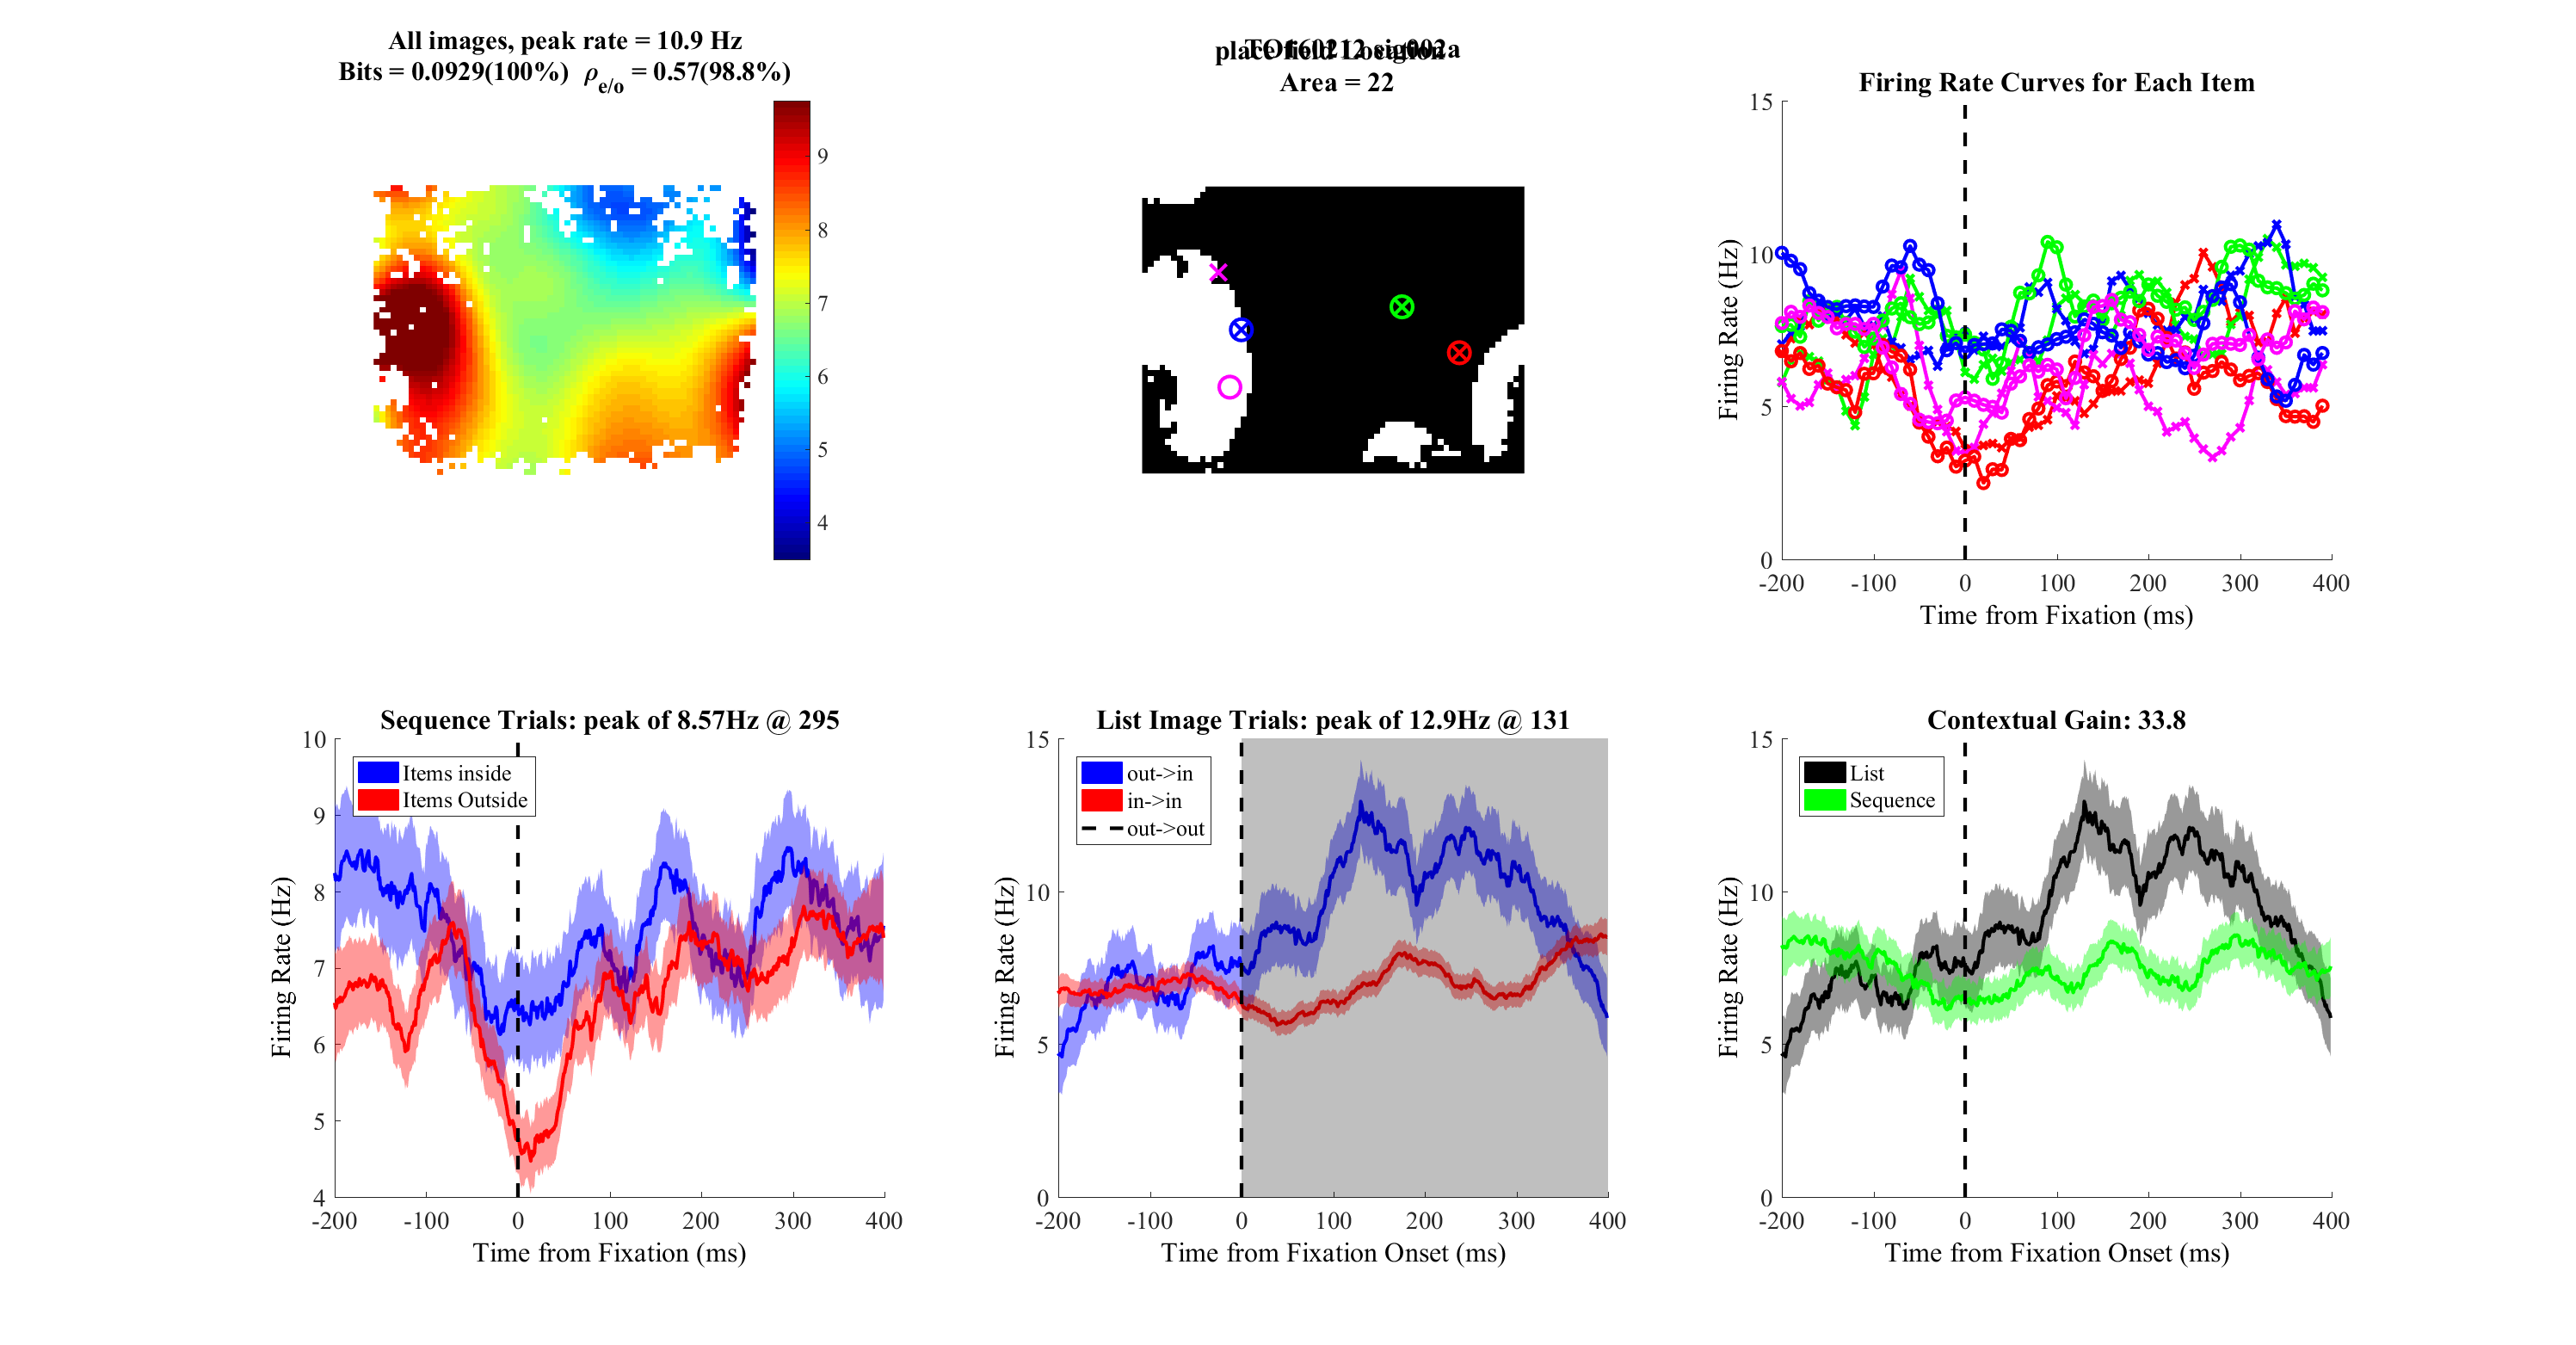 All images, peak rate = 10.9 Hz
Bits = 0.0929(100%) ρe/o = 0.57(98.8%)
9
8
7
6
5
4
place field Location
TO160212 sig002a
Area = 22
Firing Rate Curves for Each Item
15
10
5
0
Firing Rate (Hz)
-200 -100 0 100 200 300 400
Time from Fixation (ms)
Sequence Trials: peak of 8.57Hz @ 295
Items inside
Items Outside
10
9
8
7
6
5
4
Firing Rate (Hz)
-200 -100 0 100 200 300 400
Time from Fixation (ms)
List Image Trials: peak of 12.9Hz @ 131
out->in
in->in
out->out
15
10
5
0
Firing Rate (Hz)
-200 -100 0 100 200 300 400
Time from Fixation Onset (ms)
Contextual Gain: 33.8
List
Sequence
15
10
5
0
Firing Rate (Hz)
-200 -100 0 100 200 300 400
Time from Fixation Onset (ms)